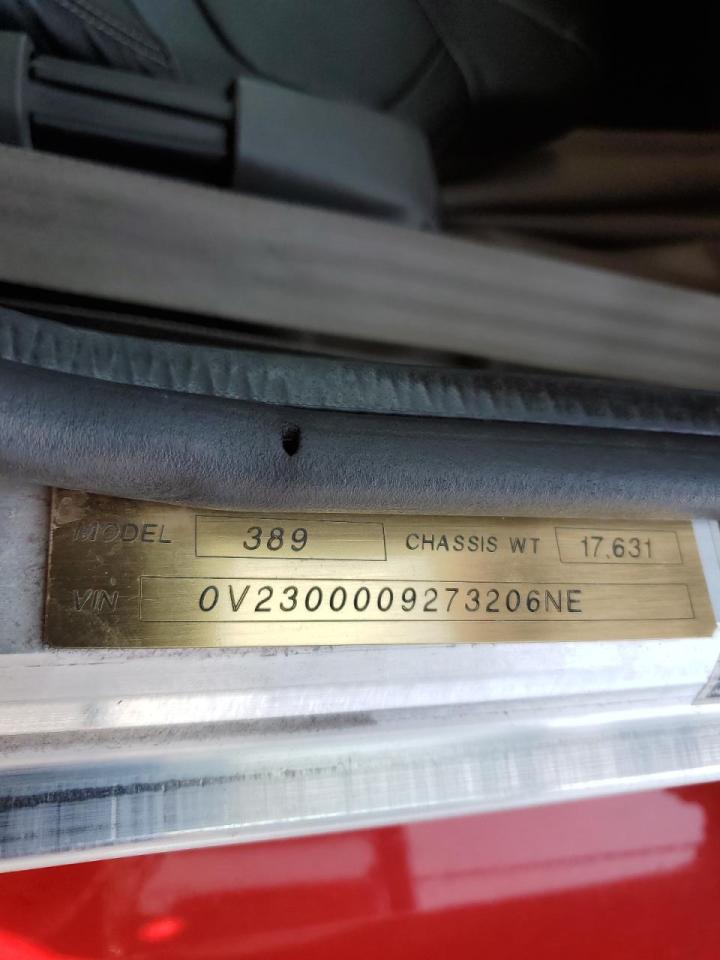 MODEL 389 CHASSIS WT 17,631
VIN 0V2300009273206NE